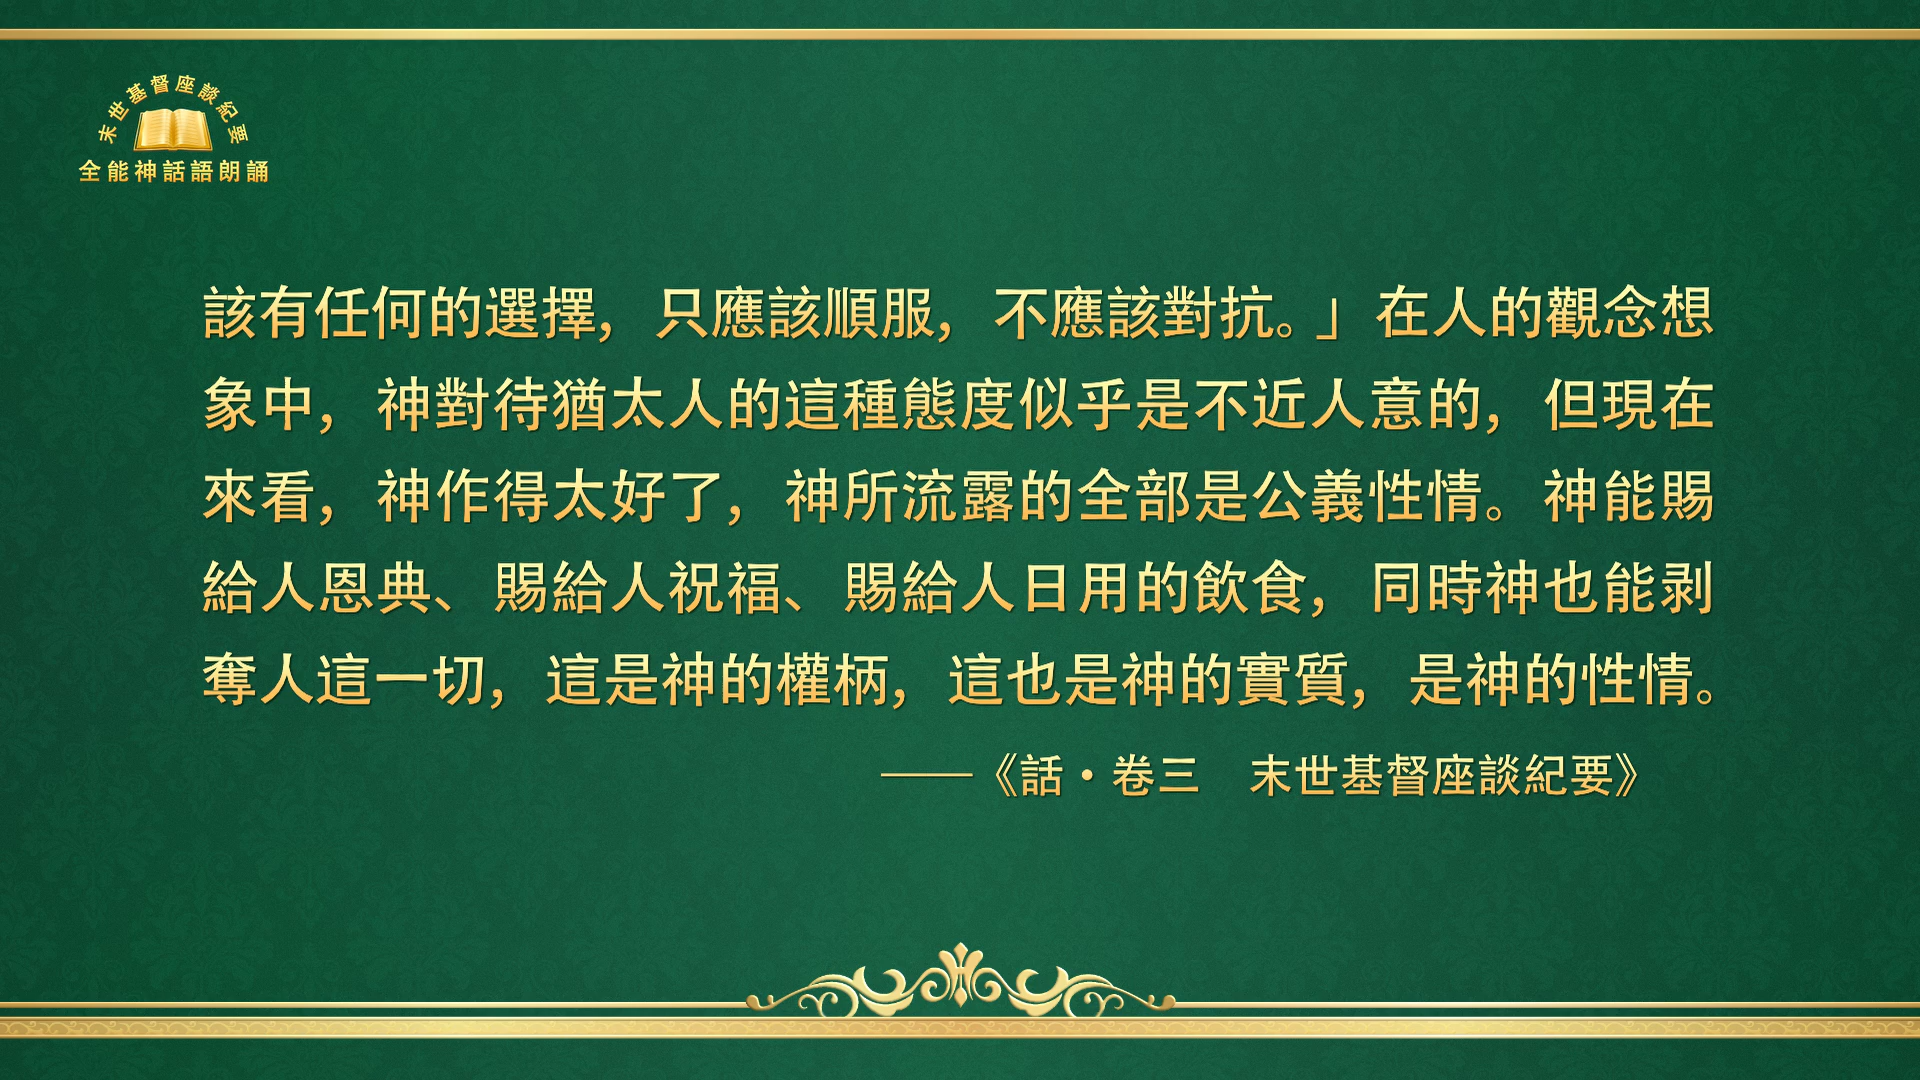 末世基督座談紀要
全能神話語朗誦
該有任何的選擇，只應該順服，不應該對抗。」在人的觀念想
象中，神對待猶太人的這種態度似乎是不近人意的，但現在
來看，神作得太好了，神所流露的全部是公義性情。神能賜
給人恩典、賜給人祝福、賜給人日用的飲食，同時神也能剥
奪人這一切，這是神的權柄，這也是神的實質，是神的性情。
——《話・卷三　末世基督座談紀要》